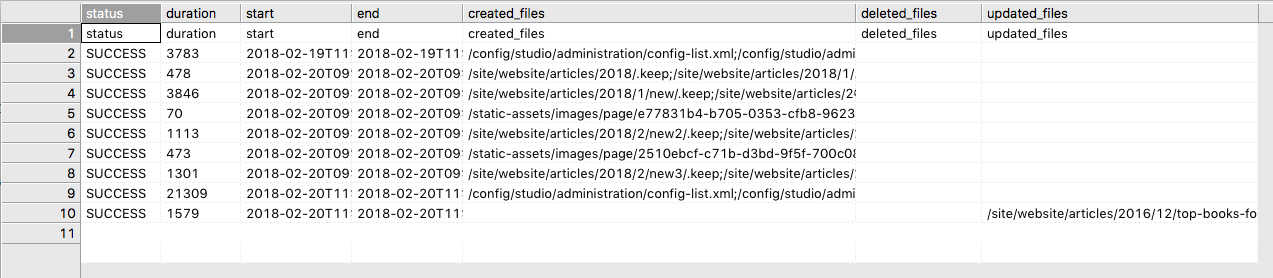 status duration start end created_files deleted_files updated_files
1 status duration start end created_files deleted_files updated_files
2 SUCCESS 3783 2018-02-19T11: 2018-02-19T11: /config/studio/administration/config-list.xml;/config/studio/admi
3 SUCCESS 478 2018-02-20T09: 2018-02-20T09: /site/website/articles/2018/.keep;/site/website/articles/2018/1/.
4 SUCCESS 3846 2018-02-20T09: 2018-02-20T09: /site/website/articles/2018/1/new/.keep;/site/website/articles/20
5 SUCCESS 70 2018-02-20T09: 2018-02-20T09: /static-assets/images/page/e77831b4-b705-0353-cfb8-9623
6 SUCCESS 1113 2018-02-20T09: 2018-02-20T09: /site/website/articles/2018/2/new2/.keep;/site/website/articles/
7 SUCCESS 473 2018-02-20T09: 2018-02-20T09: /static-assets/images/page/2510ebcf-c71b-d3bd-9f5f-700c08
8 SUCCESS 1301 2018-02-20T09: 2018-02-20T09: /site/website/articles/2018/2/new3/.keep;/site/website/articles/
9 SUCCESS 21309 2018-02-20T11: 2018-02-20T11: /config/studio/administration/config-list.xml;/config/studio/admi
10 SUCCESS 1579 2018-02-20T11: 2018-02-20T11: /site/website/articles/2016/12/top-books-fo
11